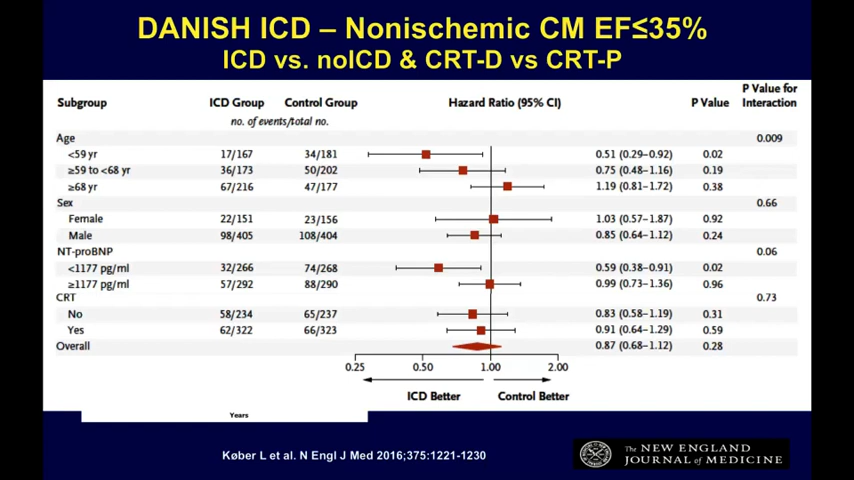 DANISH ICD – Nonischemic CM EF≤35%
ICD vs. noICD & CRT-D vs CRT-P
Subgroup ICD Group Control Group Hazard Ratio (95% CI) P Value P Value for Interaction
no. of events/total no.
Age 0.009
<59 yr 17/167 34/181 0.51 (0.29–0.92) 0.02
≥59 to <68 yr 36/173 50/202 0.75 (0.48–1.16) 0.19
≥68 yr 67/216 47/177 1.19 (0.81–1.72) 0.38
Sex 0.66
Female 22/151 23/156 1.03 (0.57–1.87) 0.92
Male 98/405 108/404 0.85 (0.64–1.12) 0.24
NT-proBNP 0.06
<1177 pg/ml 32/266 74/268 0.59 (0.38–0.91) 0.02
≥1177 pg/ml 57/292 88/290 0.99 (0.73–1.36) 0.96
CRT 0.73
No 58/234 65/237 0.83 (0.58–1.19) 0.31
Yes 62/322 66/323 0.91 (0.64–1.29) 0.59
Overall 0.87 (0.68–1.12) 0.28
0.25 0.50 1.00 2.00
ICD Better Control Better
Years
Køber L et al. N Engl J Med 2016;375:1221-1230
The NEW ENGLAND
JOURNAL of MEDICINE